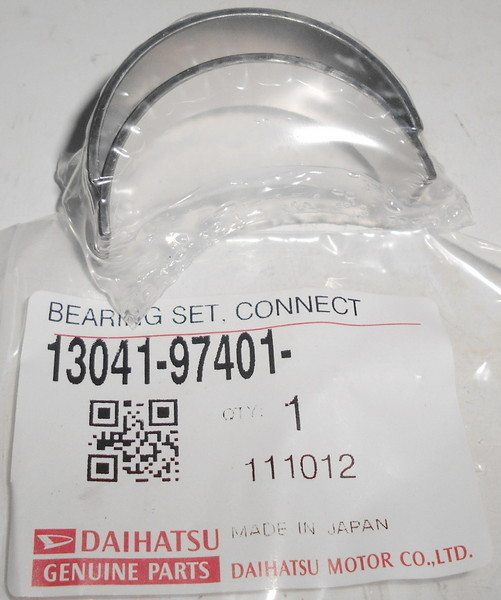 BEARING SET, CONNECT
13041-97401-
QTY: 1
111012
MADE IN JAPAN
DAIHATSU
GENUINE PARTS
DAIHATSU MOTOR CO.,LTD.